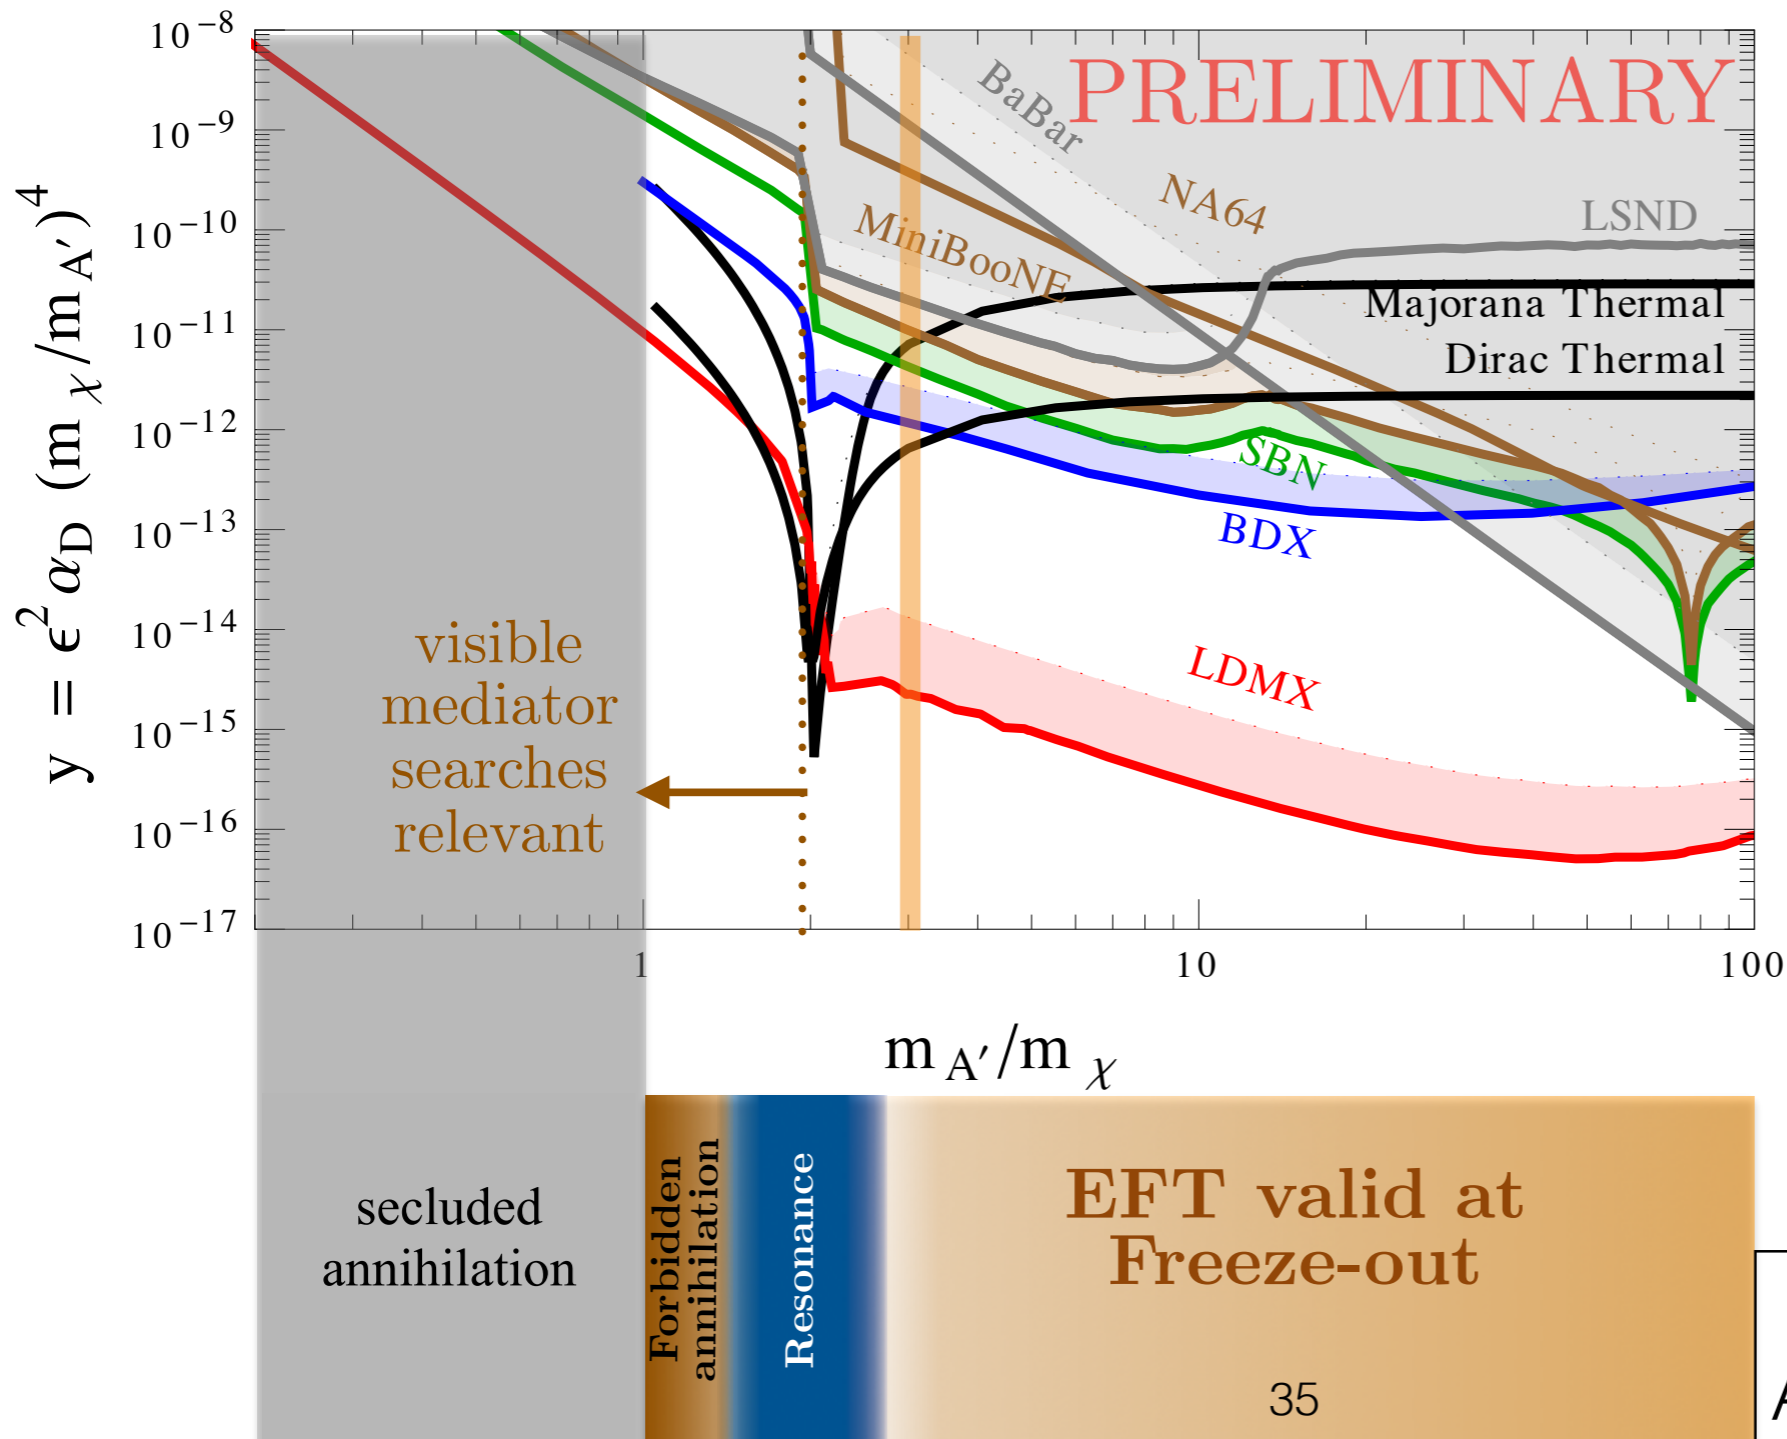 PRELIMINARY
10⁻⁸
10⁻⁹
10⁻¹⁰
10⁻¹¹
10⁻¹²
10⁻¹³
10⁻¹⁴
10⁻¹⁵
10⁻¹⁶
10⁻¹⁷
y = ϵ² α_D (m_χ/m_A′)⁴
BaBar
NA64
MiniBooNE
LSND
Majorana Thermal
Dirac Thermal
SBN
BDX
LDMX
visible
mediator
searches
relevant
1 10 100
m_A′/m_χ
secluded
annihilation
Forbidden
annihilation
Resonance
EFT valid at
Freeze-out
35